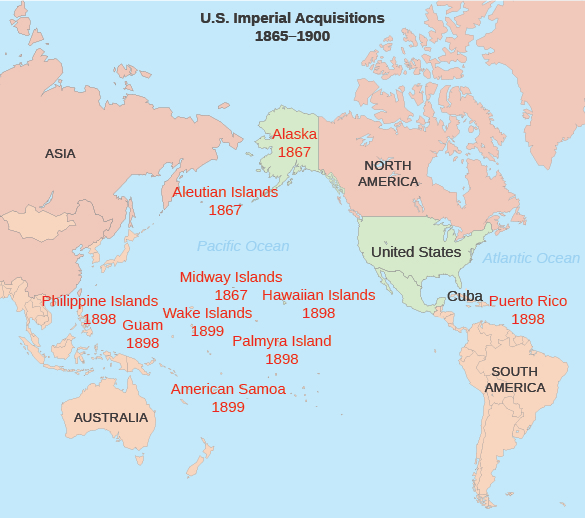 U.S. Imperial Acquisitions
1865–1900
Alaska
1867
ASIA
NORTH
AMERICA
Aleutian Islands
1867
Pacific Ocean
United States
Atlantic Ocean
Midway Islands
1867
Hawaiian Islands
1898
Cuba
Puerto Rico
1898
Philippine Islands
1898
Wake Islands
1899
Guam
1898
Palmyra Island
1898
SOUTH
AMERICA
American Samoa
1899
AUSTRALIA